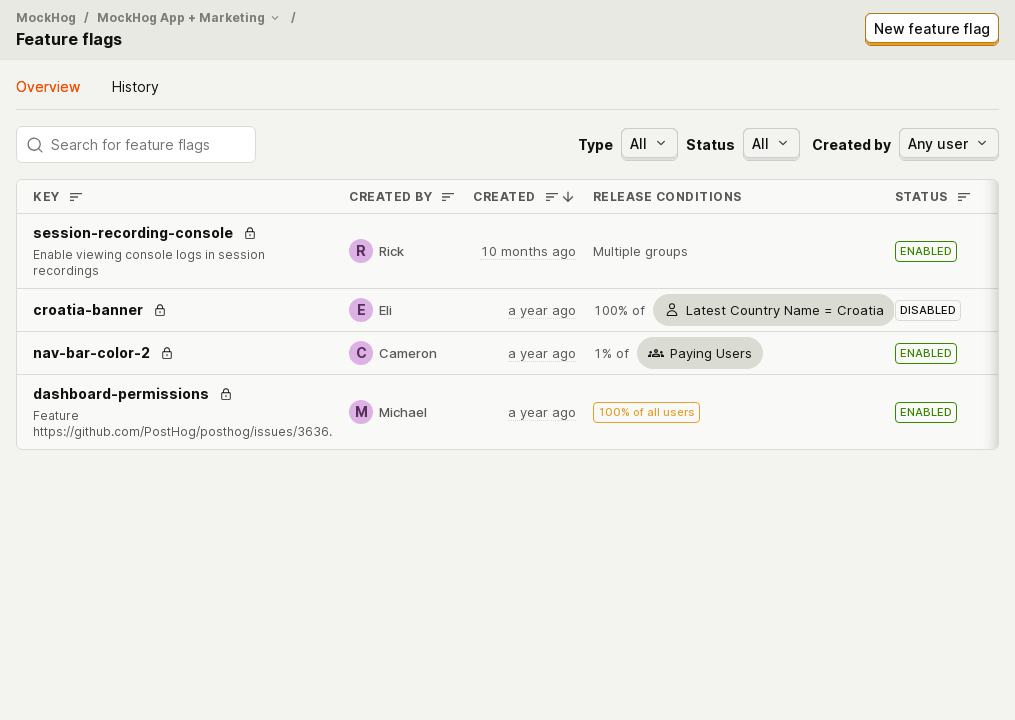 MockHog / MockHog App + Marketing /
Feature flags
New feature flag
Overview History
Search for feature flags
Type All Status All Created by Any user
KEY CREATED BY CREATED RELEASE CONDITIONS STATUS
session-recording-console
Enable viewing console logs in session
recordings
R Rick 10 months ago Multiple groups ENABLED
croatia-banner E Eli a year ago 100% of Latest Country Name = Croatia DISABLED
nav-bar-color-2 C Cameron a year ago 1% of Paying Users ENABLED
dashboard-permissions
Feature
https://github.com/PostHog/posthog/issues/3636.
M Michael a year ago 100% of all users ENABLED